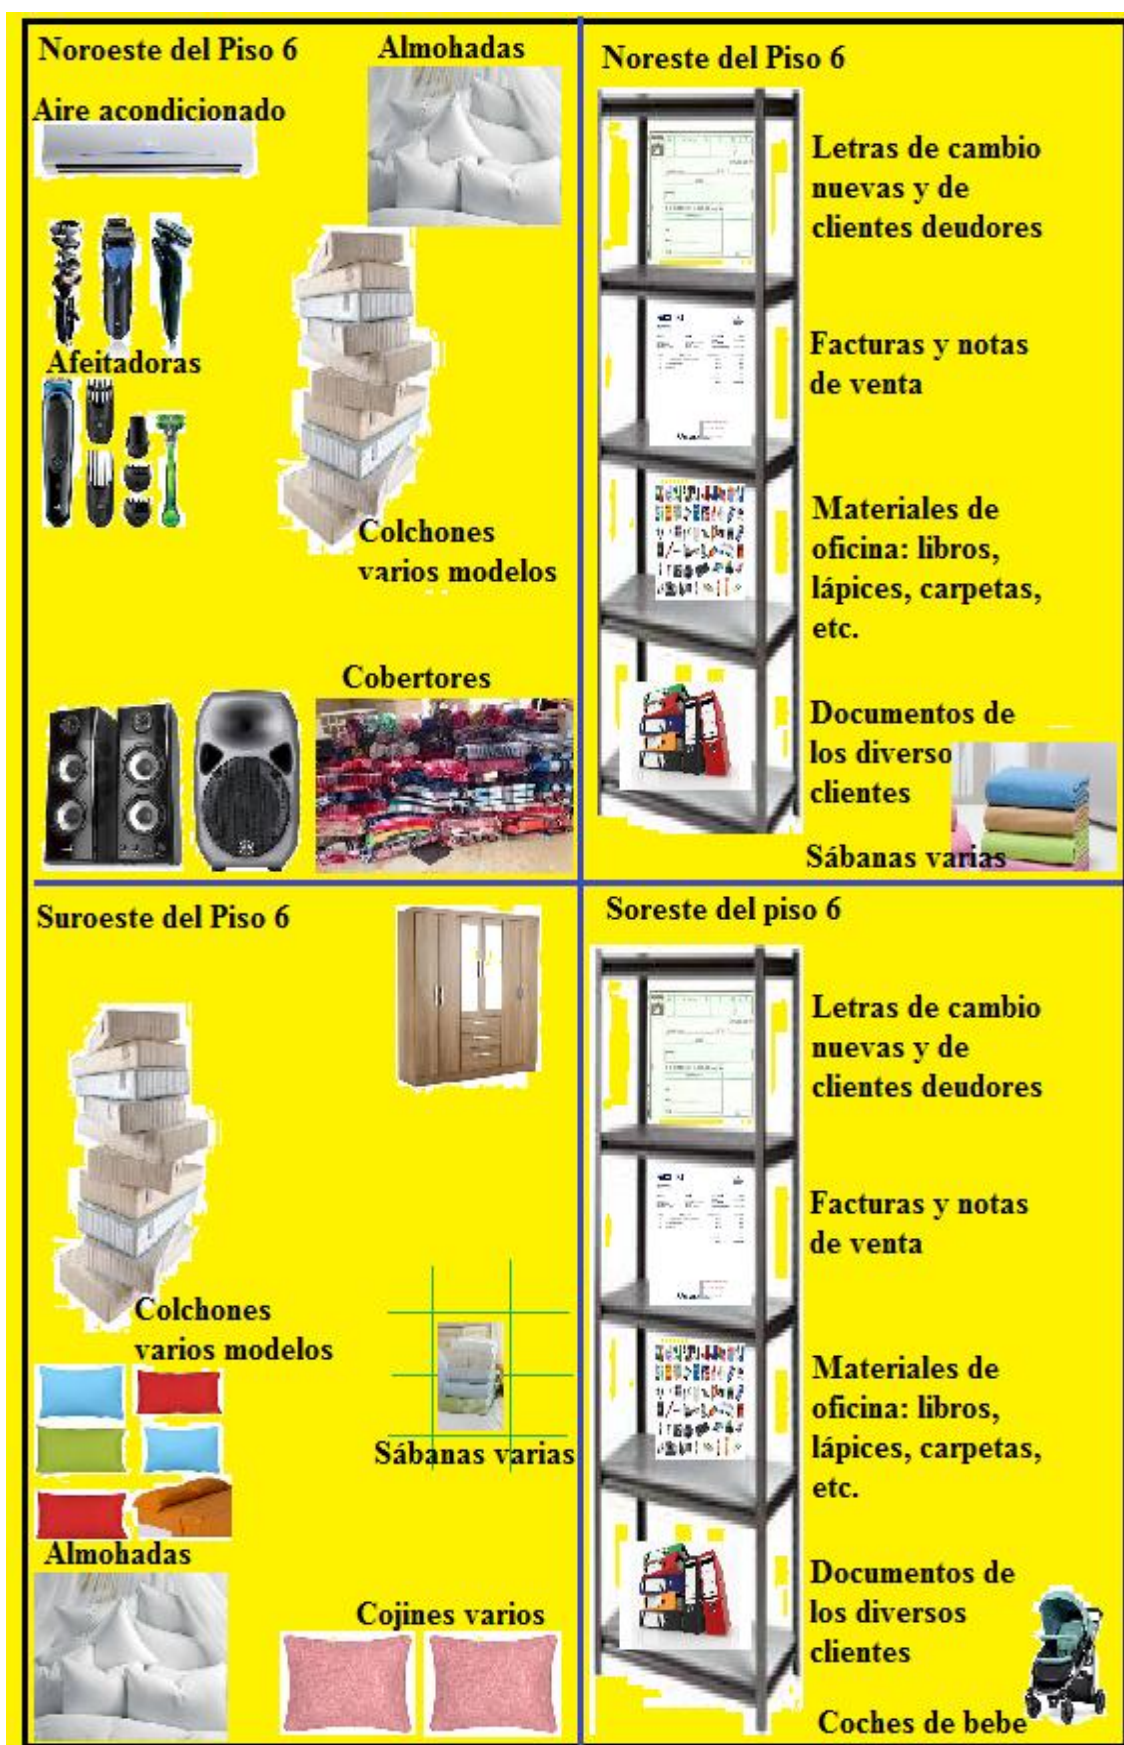 Noroeste del Piso 6
Almohadas
Aire acondicionado
Afeitadoras
Colchones
varios modelos
Cobertores
Noreste del Piso 6
Letras de cambio
nuevas y de
clientes deudores
Facturas y notas
de venta
Materiales de
oficina: libros,
lápices, carpetas,
etc.
Documentos de
los diverso
clientes
Sábanas varias
Suroeste del Piso 6
Colchones
varios modelos
Sábanas varias
Almohadas
Cojines varios
Soreste del piso 6
Letras de cambio
nuevas y de
clientes deudores
Facturas y notas
de venta
Materiales de
oficina: libros,
lápices, carpetas,
etc.
Documentos de
los diversos
clientes
Coches de bebe